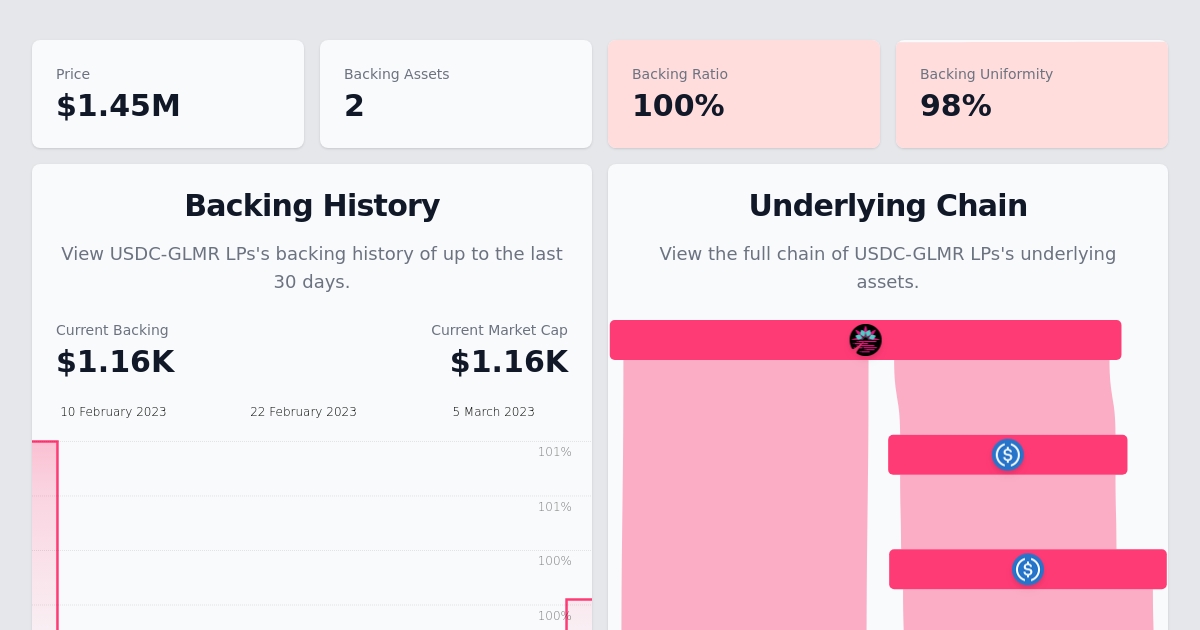 Price
$1.45M
Backing Assets
2
Backing Ratio
100%
Backing Uniformity
98%
Backing History
View USDC-GLMR LPs's backing history of up to the last
30 days.
Current Backing
$1.16K
Current Market Cap
$1.16K
10 February 2023
22 February 2023
5 March 2023
101%
101%
100%
100%
Underlying Chain
View the full chain of USDC-GLMR LPs's underlying
assets.